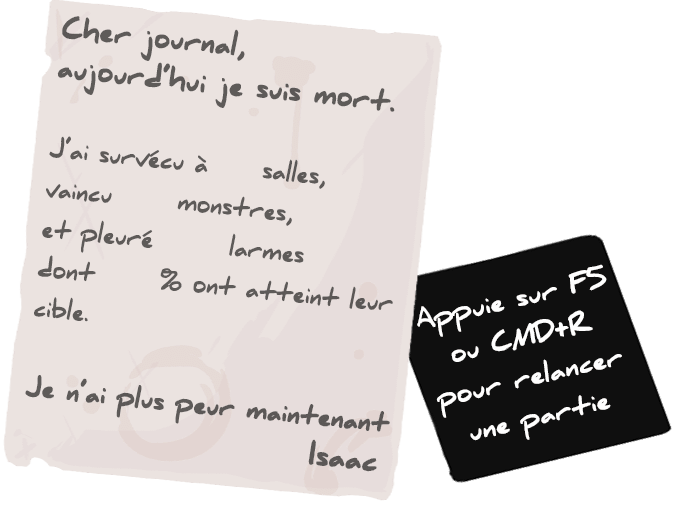 Cher journal,
aujourd'hui je suis mort.
J'ai survécu à salles,
vaincu monstres,
et pleuré larmes
dont % ont atteint leur
cible.
Je n'ai plus peur maintenant
Isaac
Appuie sur F5
ou CMD+R
pour relancer
une partie